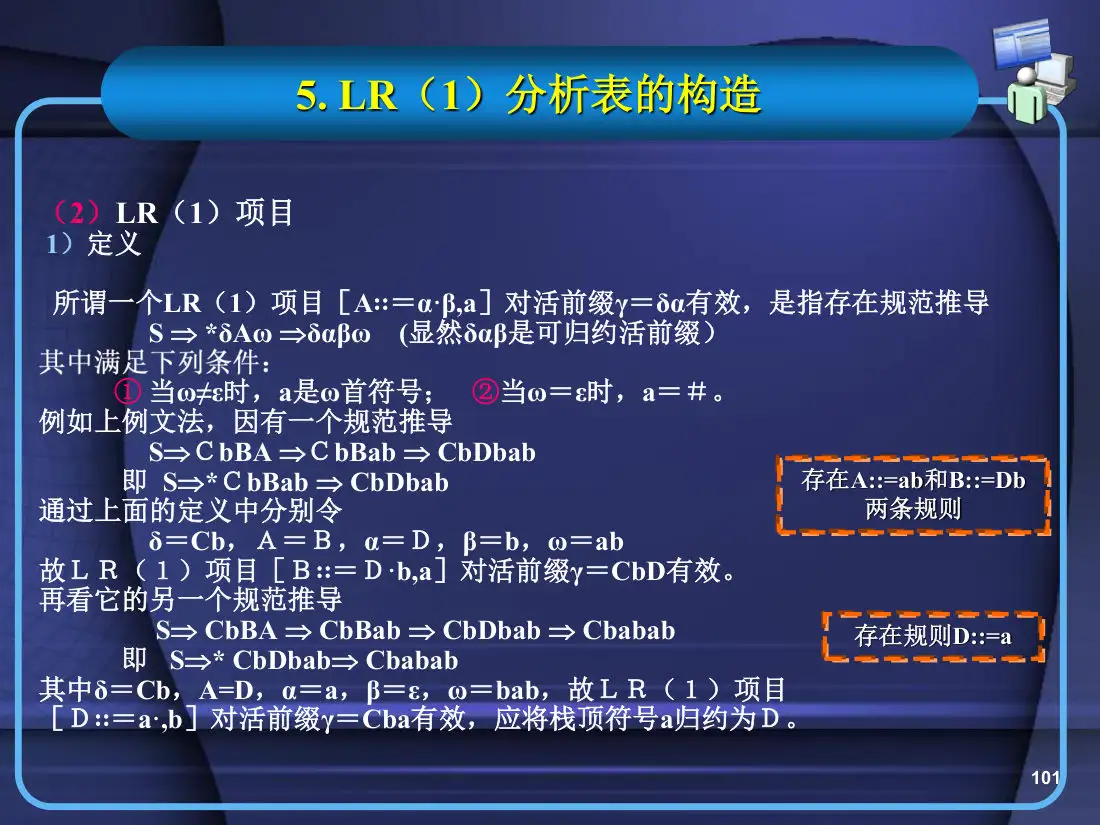 5. LR（1）分析表的构造
（2）LR（1）项目
1）定义
所谓一个LR（1）项目［A∷＝α·β,a］对活前缀γ＝δα有效，是指存在规范推导
S ⇒ *δAω ⇒δαβω (显然δαβ是可归约活前缀）
其中满足下列条件：
① 当ω≠ε时，a是ω首符号； ②当ω＝ε时，a＝＃。
例如上例文法，因有一个规范推导
S⇒ＣbBA ⇒ＣbBab ⇒ CbDbab
即 S⇒*ＣbBab ⇒ CbDbab
存在A::=ab和B::=Db
两条规则
通过上面的定义中分别令
δ＝Cb，Ａ＝Ｂ，α＝Ｄ，β＝b，ω＝ab
故ＬＲ（１）项目［Ｂ∷＝Ｄ·b,a］对活前缀γ＝CbD有效。
再看它的另一个规范推导
S⇒ CbBA ⇒ CbBab ⇒ CbDbab ⇒ Cbabab
存在规则D::=a
即 S⇒* CbDbab⇒ Cbabab
其中δ＝Cb，A=D，α＝a，β＝ε，ω＝bab，故ＬＲ（１）项目
［Ｄ∷＝a·,b］对活前缀γ＝Cba有效，应将栈顶符号a归约为Ｄ。
101